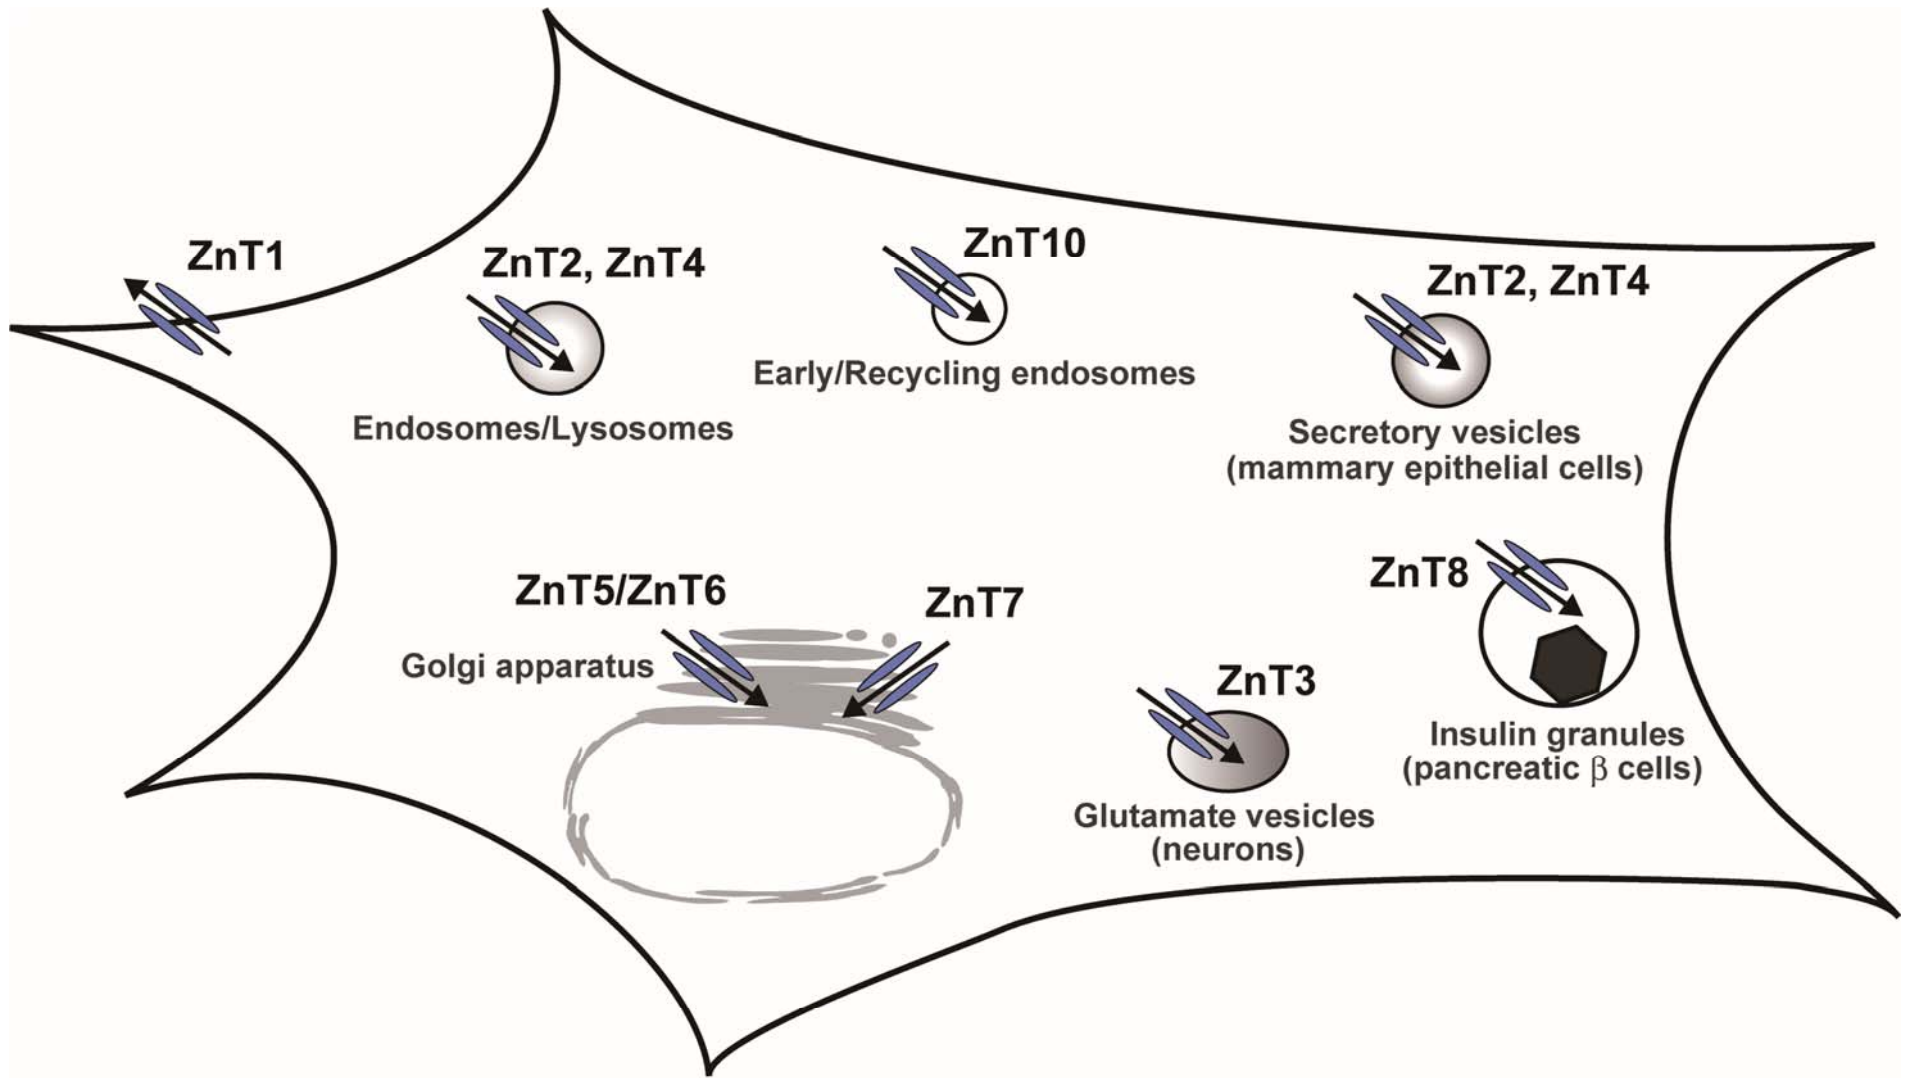 ZnT1
ZnT2, ZnT4
Endosomes/Lysosomes
ZnT10
Early/Recycling endosomes
ZnT2, ZnT4
Secretory vesicles
(mammary epithelial cells)
ZnT5/ZnT6
Golgi apparatus
ZnT7
ZnT3
Glutamate vesicles
(neurons)
ZnT8
Insulin granules
(pancreatic β cells)